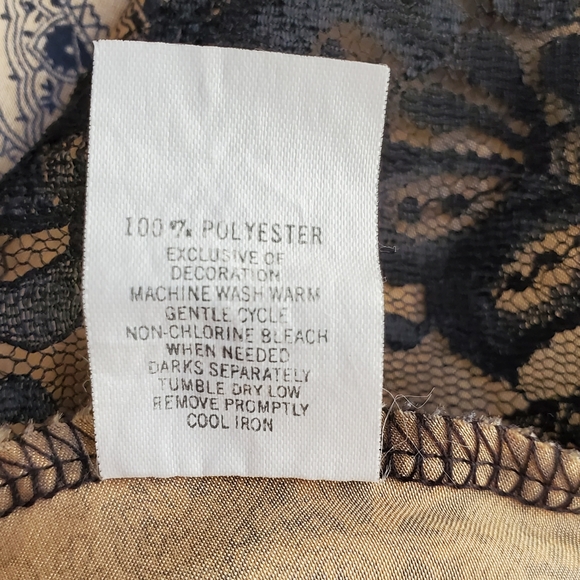 100% POLYESTER
EXCLUSIVE OF
DECORATION
MACHINE WASH WARM
GENTLE CYCLE
NON-CHLORINE BLEACH
WHEN NEEDED
DARKS SEPARATELY
TUMBLE DRY LOW
REMOVE PROMPTLY
COOL IRON